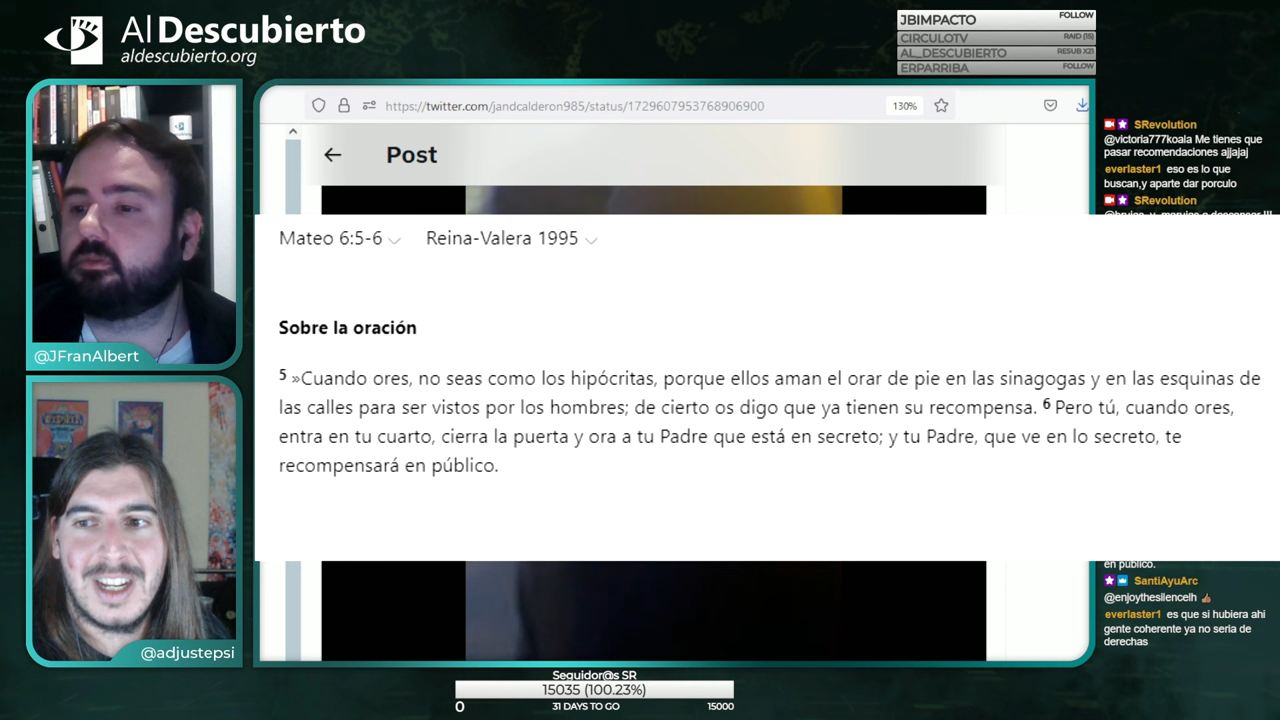 Al Descubierto
aldescubierto.org
JBIMPACTO FOLLOW
CIRCULOTV RAID (15)
AL_DESCUBIERTO RESUB X21
ERPARRIBA FOLLOW
https://twitter.com/jandcalderon985/status/1729607953768906900 130%
Post
Mateo 6:5-6 Reina-Valera 1995
Sobre la oración
5 »Cuando ores, no seas como los hipócritas, porque ellos aman el orar de pie en las sinagogas y en las esquinas de
las calles para ser vistos por los hombres; de cierto os digo que ya tienen su recompensa. 6 Pero tú, cuando ores,
entra en tu cuarto, cierra la puerta y ora a tu Padre que está en secreto; y tu Padre, que ve en lo secreto, te
recompensará en público.
@JFranAlbert
@adjustepsi
SRevolution
@victoria777koala Me tienes que
pasar recomendaciones ajjajaj
everlaster1 eso es lo que
buscan,y aparte dar porculo
SRevolution
en público.
SantiAyuArc
@enjoythesilencelh
everlaster1 es que si hubiera ahi
gente coherente ya no seria de
derechas
Seguidor@s SR
15035 (100.23%)
0 31 DAYS TO GO 15000